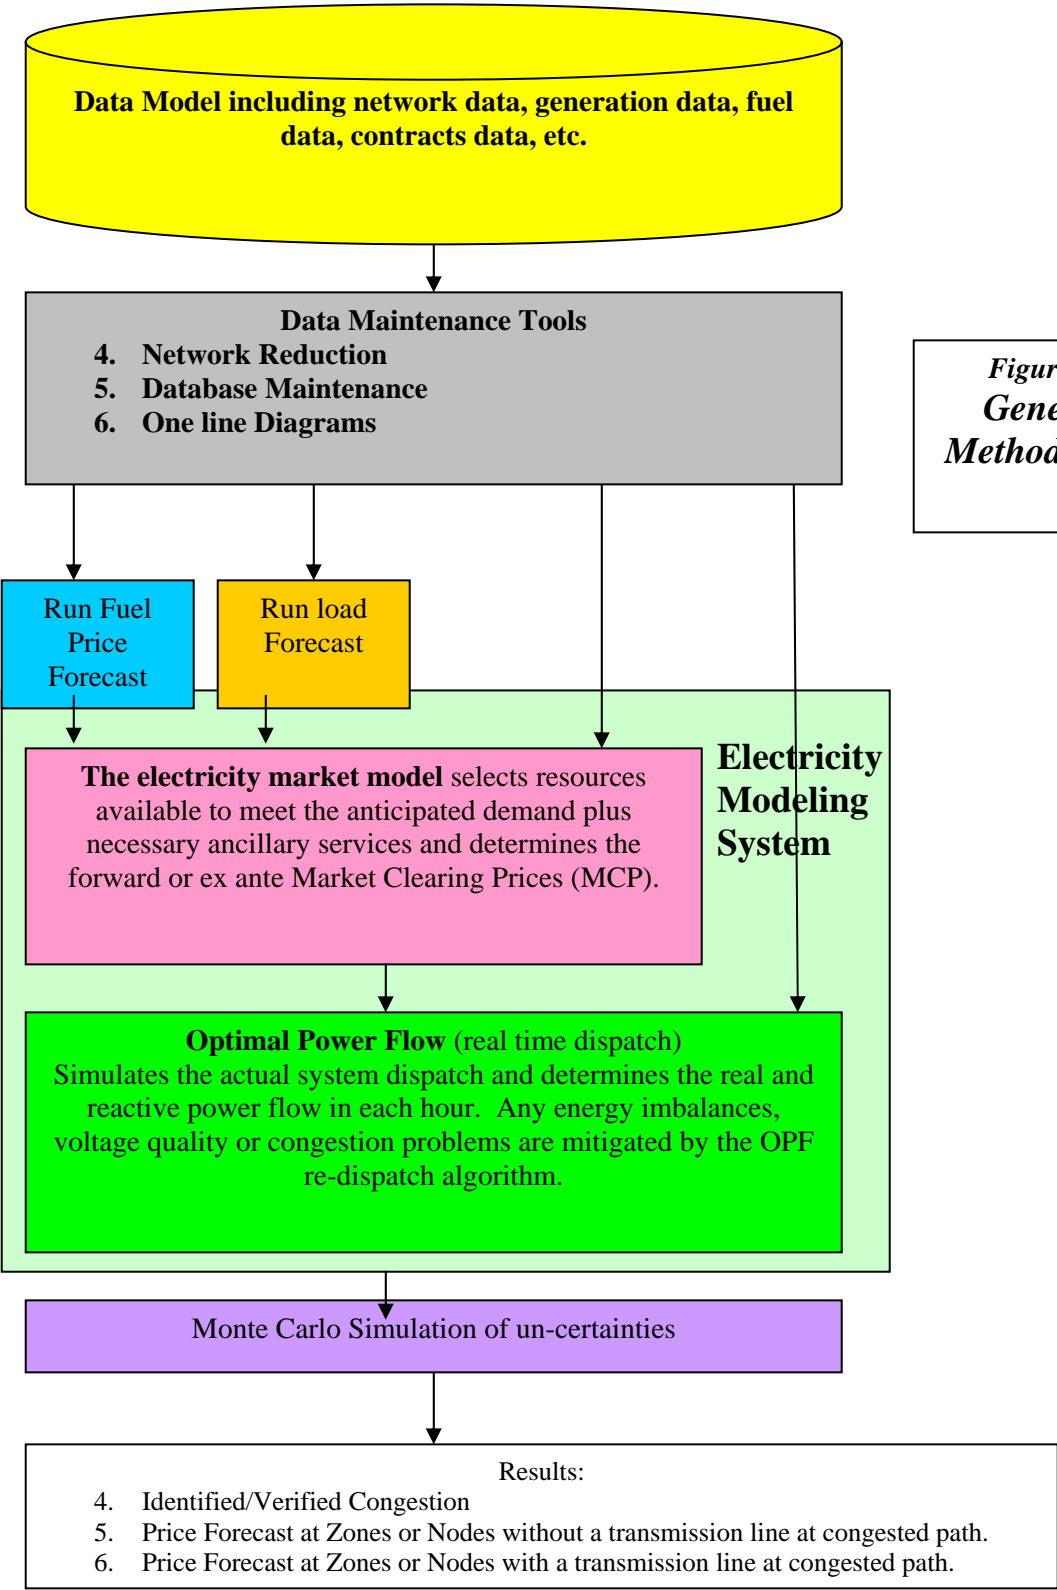 Data Model including network data, generation data, fuel
data, contracts data, etc.
Data Maintenance Tools
4. Network Reduction
5. Database Maintenance
6. One line Diagrams
Figur
Gene
Method
Run Fuel
Price
Forecast
Run load
Forecast
Electricity
Modeling
System
The electricity market model selects resources
available to meet the anticipated demand plus
necessary ancillary services and determines the
forward or ex ante Market Clearing Prices (MCP).
Optimal Power Flow (real time dispatch)
Simulates the actual system dispatch and determines the real and
reactive power flow in each hour. Any energy imbalances,
voltage quality or congestion problems are mitigated by the OPF
re-dispatch algorithm.
Monte Carlo Simulation of un-certainties
Results:
4. Identified/Verified Congestion
5. Price Forecast at Zones or Nodes without a transmission line at congested path.
6. Price Forecast at Zones or Nodes with a transmission line at congested path.